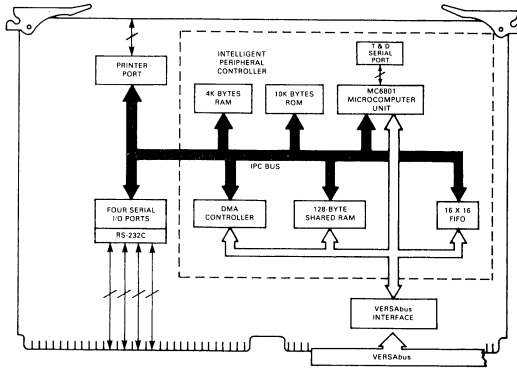 T & D
SERIAL
PORT
INTELLIGENT
PERIPHERAL
CONTROLLER
PRINTER
PORT
4K BYTES
RAM
10K BYTES
ROM
MC6801
MICROCOMPUTER
UNIT
IPC BUS
FOUR SERIAL
I/O PORTS
RS-232C
DMA
CONTROLLER
128-BYTE
SHARED RAM
16 X 16
FIFO
VERSAbus
INTERFACE
VERSAbus